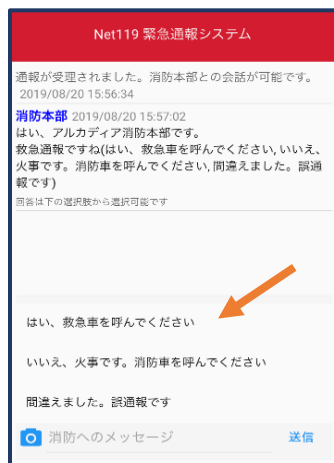 Net119 緊急通報システム
通報が受理されました。消防本部との会話が可能です。
2019/08/20 15:56:34
消防本部 2019/08/20 15:57:02
はい、アルカディア消防本部です。
救急通報ですね(はい、救急車を呼んでください, いいえ、
火事です。消防車を呼んでください, 間違えました。誤通
報です)
回答は下の選択肢から選択可能です
はい、救急車を呼んでください
いいえ、火事です。消防車を呼んでください
間違えました。誤通報です
消防へのメッセージ 送信